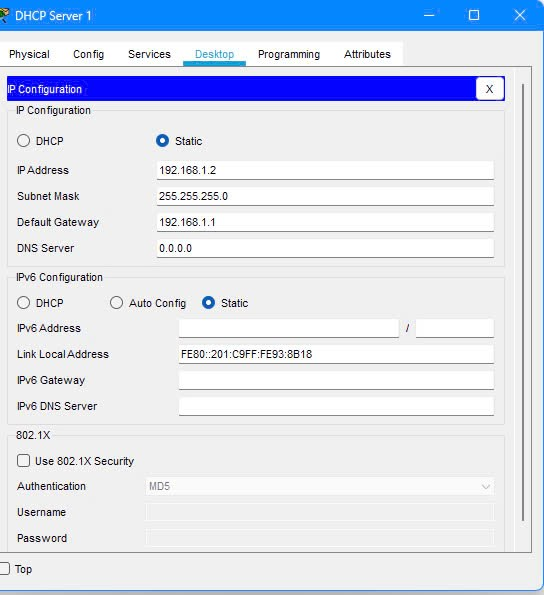 DHCP Server 1
Physical Config Services Desktop Programming Attributes
IP Configuration X
IP Configuration
DHCP Static
IP Address 192.168.1.2
Subnet Mask 255.255.255.0
Default Gateway 192.168.1.1
DNS Server 0.0.0.0
IPv6 Configuration
DHCP Auto Config Static
IPv6 Address /
Link Local Address FE80::201:C9FF:FE93:8B18
IPv6 Gateway
IPv6 DNS Server
802.1X
Use 802.1X Security
Authentication MD5
Username
Password
Top